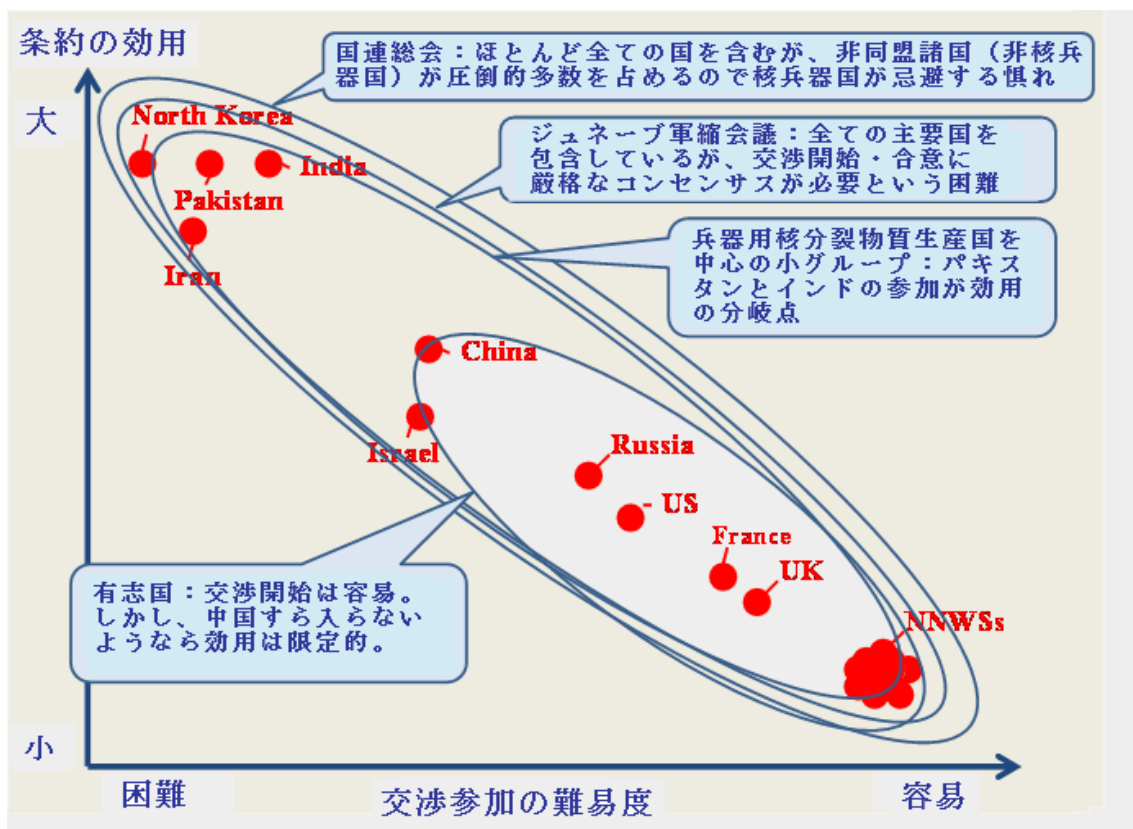 条約の効用
国連総会：ほとんど全ての国を含むが、非同盟諸国（非核兵
器国）が圧倒的多数を占めるので核兵器国が忌避する惧れ
大
North Korea
ジュネーブ軍縮会議：全ての主要国を
包含しているが、交渉開始・合意に
厳格なコンセンサスが必要という困難
India
Pakistan
兵器用核分裂物質生産国を
中心の小グループ：パキス
タンとインドの参加が効用
の分岐点
Iran
China
Israel
Russia
US
France
UK
有志国：交渉開始は容易。
しかし、中国すら入らない
ようなら効用は限定的。
NNWSs
小
困難
交渉参加の難易度
容易